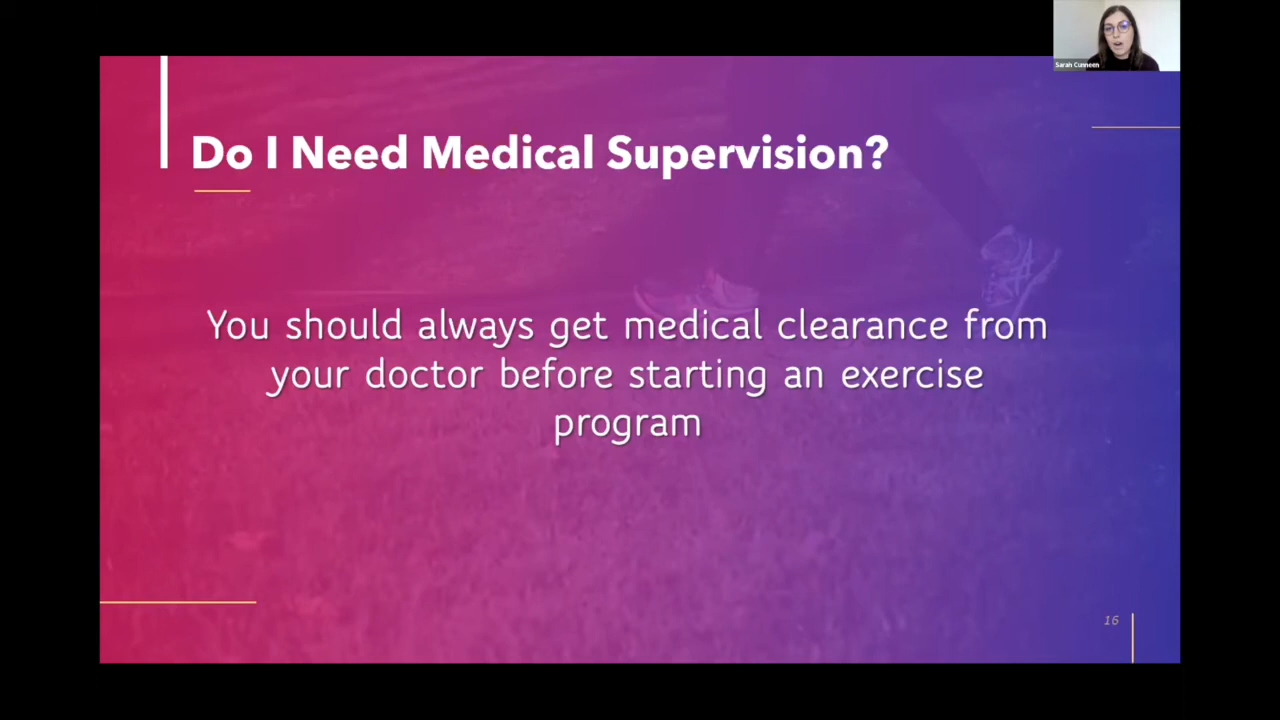 Sarah Cunneen
Do I Need Medical Supervision?
You should always get medical clearance from
your doctor before starting an exercise
program
16